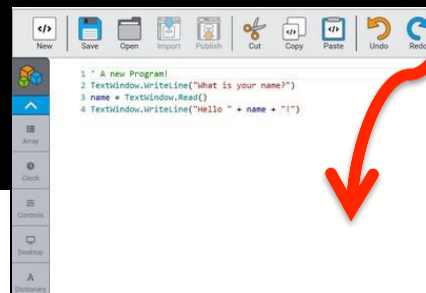 New Save Open Import Publish Cut Copy Paste Undo Redo
1 ' A new Program!
2 TextWindow.WriteLine("What is your name?")
3 name = TextWindow.Read()
4 TextWindow.WriteLine("Hello " + name + "!")
Array
Clock
Controls
Desktop
Dictionary